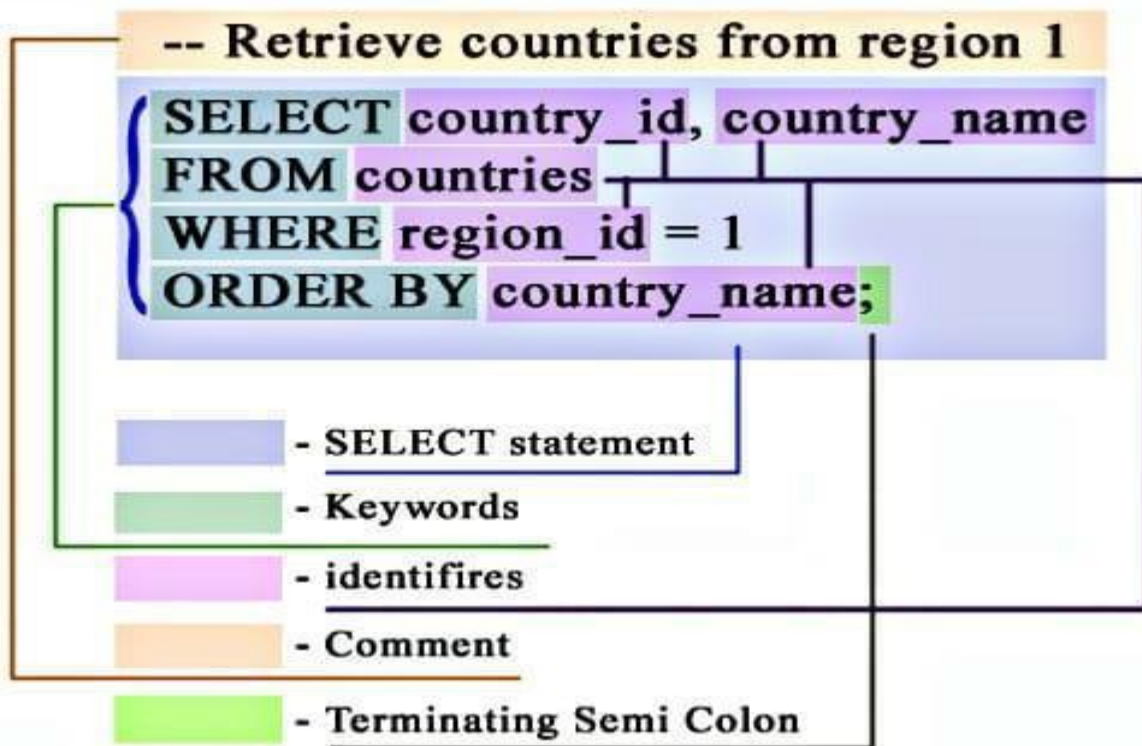 -- Retrieve countries from region 1
SELECT country_id, country_name
FROM countries
WHERE region_id = 1
ORDER BY country_name;
- SELECT statement
- Keywords
- identifires
- Comment
- Terminating Semi Colon